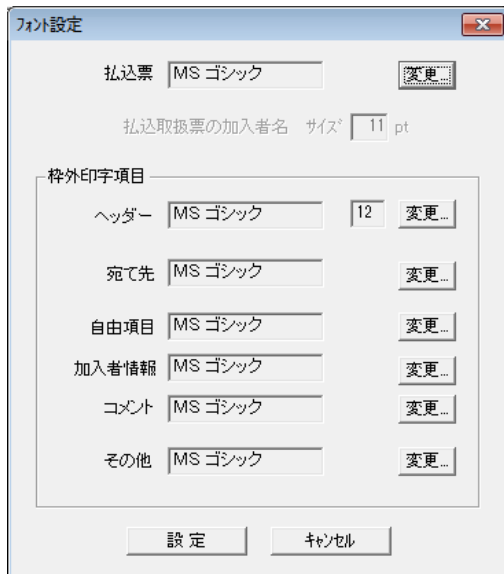 フォント設定
払込票 MS ゴシック 変更...
払込取扱票の加入者名 サイズ 11 pt
枠外印字項目
ヘッダー MS ゴシック 12 変更...
宛て先 MS ゴシック 変更...
自由項目 MS ゴシック 変更...
加入者情報 MS ゴシック 変更...
コメント MS ゴシック 変更...
その他 MS ゴシック 変更...
設定 キャンセル